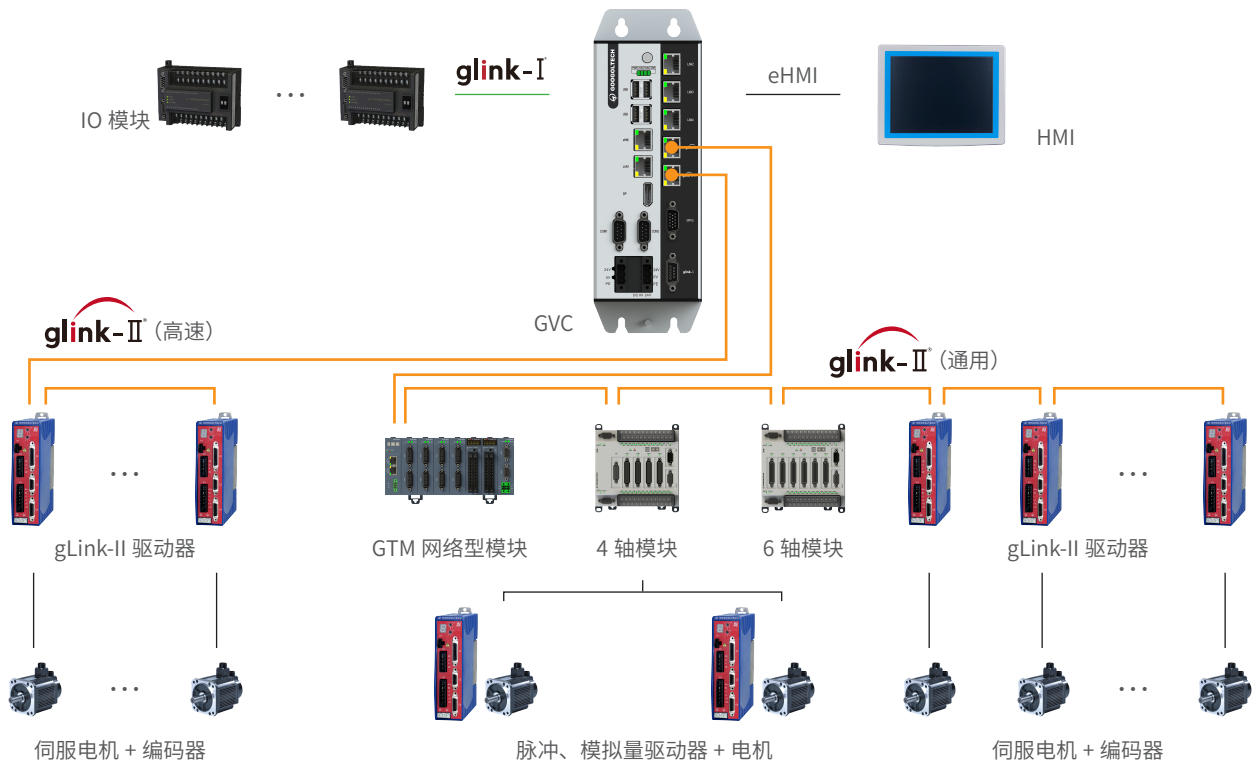 glink-I
eHMI
IO 模块
HMI
GOOGOLTECH
glink-I
GVC
glink-II® (高速)
glink-II® (通用)
gLink-II 驱动器
GTM 网络型模块
4 轴模块
6 轴模块
gLink-II 驱动器
伺服电机 + 编码器
脉冲、模拟量驱动器 + 电机
伺服电机 + 编码器